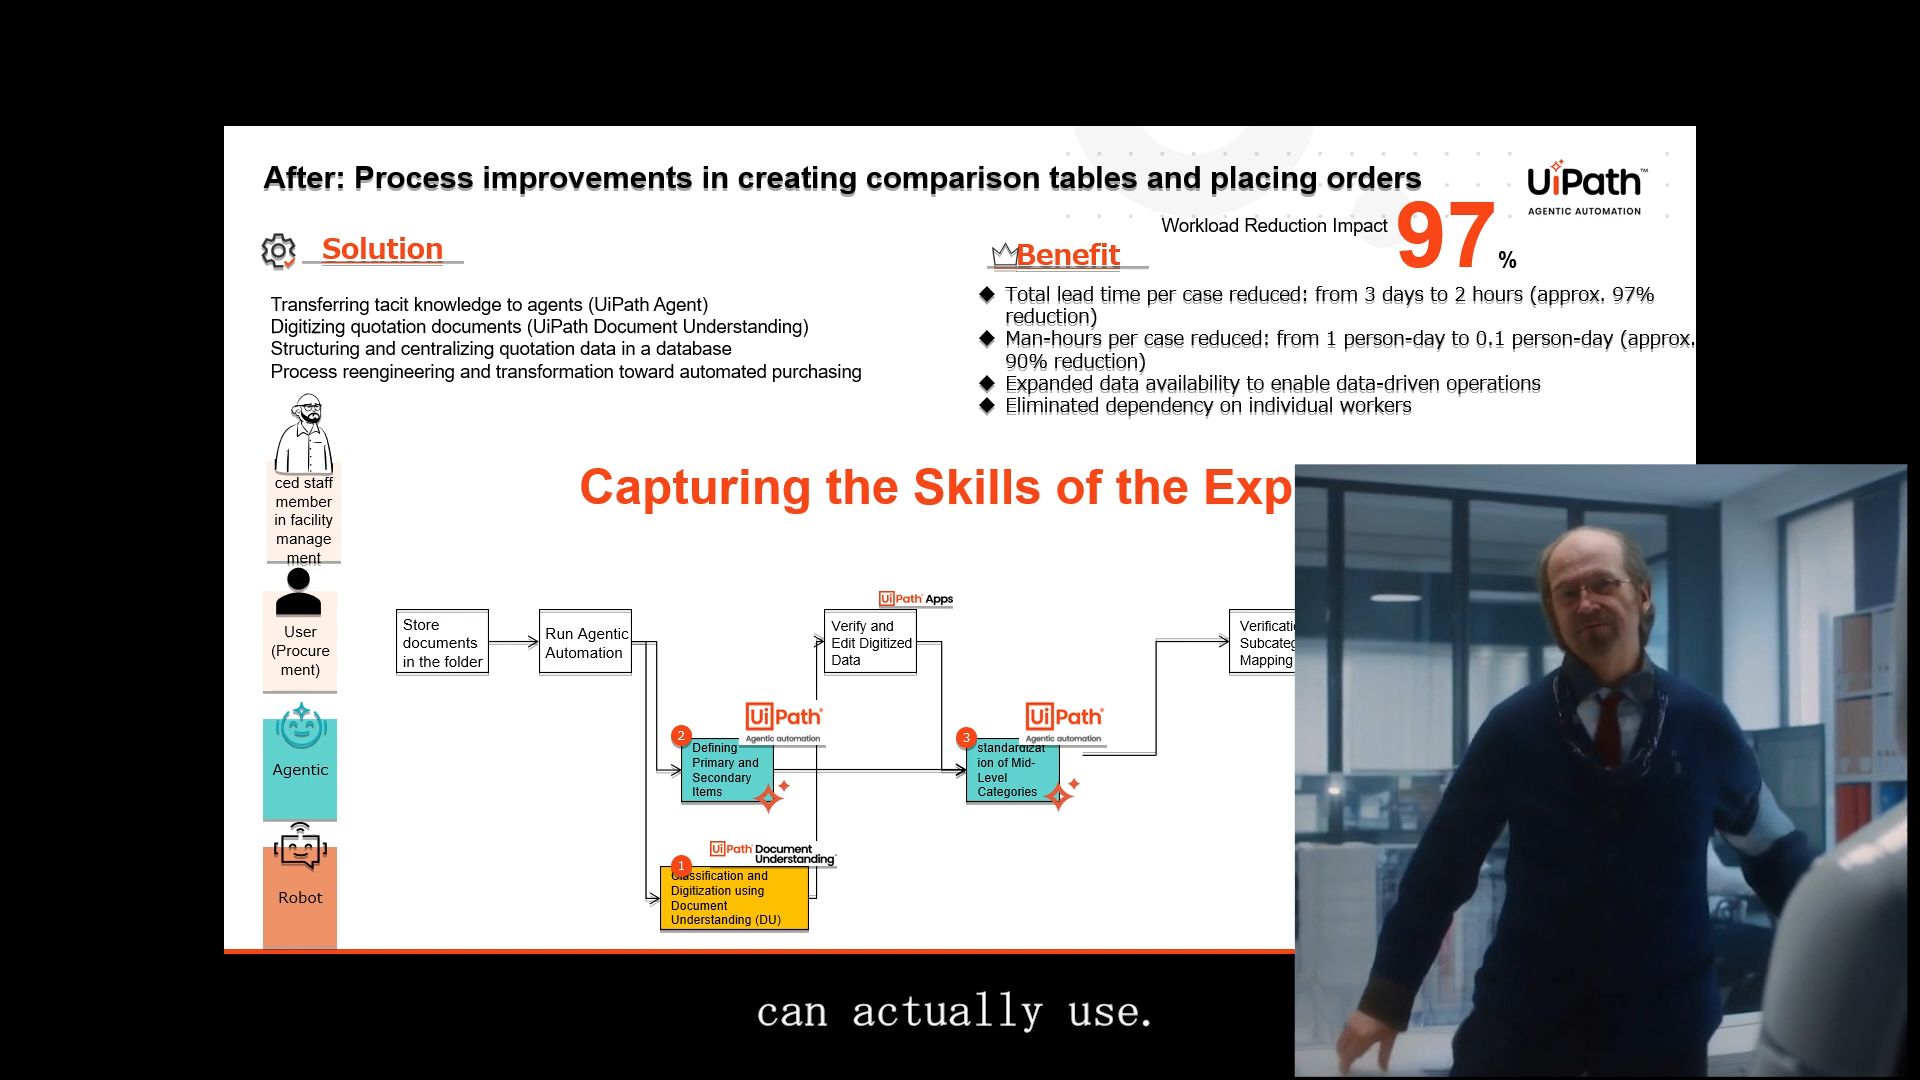 After: Process improvements in creating comparison tables and placing orders
UiPath™
AGENTIC AUTOMATION
Workload Reduction Impact 97 %
Solution
Benefit
Transferring tacit knowledge to agents (UiPath Agent)
Digitizing quotation documents (UiPath Document Understanding)
Structuring and centralizing quotation data in a database
Process reengineering and transformation toward automated purchasing
◆ Total lead time per case reduced: from 3 days to 2 hours (approx. 97%
reduction)
◆ Man-hours per case reduced: from 1 person-day to 0.1 person-day (approx.
90% reduction)
◆ Expanded data availability to enable data-driven operations
◆ Eliminated dependency on individual workers
Capturing the Skills of the Exp
ced staff
member
in facility
manage
ment
User
(Procure
ment)
Agentic
Robot
Store
documents
in the folder
Run Agentic
Automation
UiPath Apps
Verify and
Edit Digitized
Data
Verificati
Subcateg
Mapping
UiPath
Agentic automation
2
Defining
Primary and
Secondary
Items
UiPath
Agentic automation
3
standardizat
ion of Mid-
Level
Categories
UiPath Document
Understanding
1
Classification and
Digitization using
Document
Understanding (DU)
can actually use.